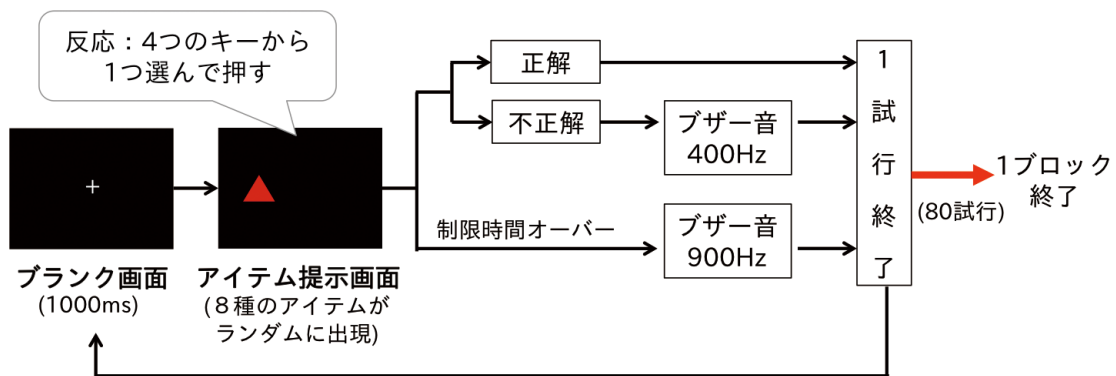 反応：4つのキーから
1つ選んで押す
正解
不正解
ブザー音
400Hz
制限時間オーバー
ブザー音
900Hz
1試行終了
(80試行)
1ブロック
終了
ブランク画面
(1000ms)
アイテム提示画面
(８種のアイテムが
ランダムに出現)